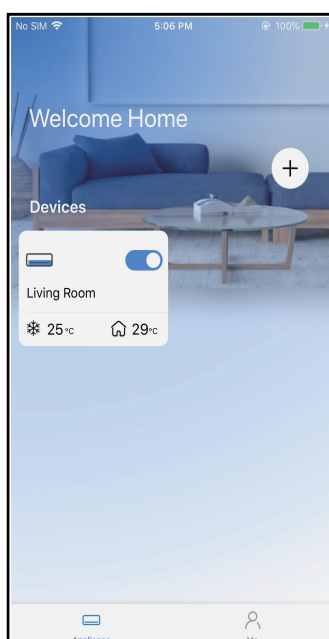 No SIM 5:06 PM 100%
Welcome Home
+
Devices
Living Room
25°C 29°C